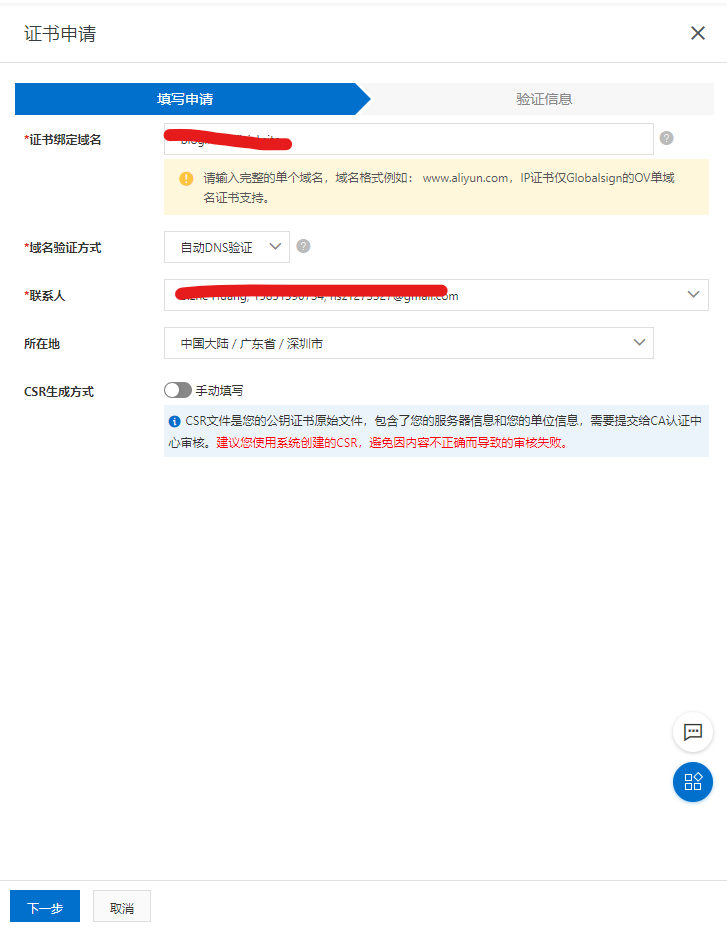 证书申请
填写申请
验证信息
*证书绑定域名
请输入完整的单个域名，域名格式例如： www.aliyun.com，IP证书仅Globalsign的OV单域
名证书支持。
*域名验证方式
自动DNS验证
*联系人
所在地
中国大陆 / 广东省 / 深圳市
CSR生成方式
手动填写
CSR文件是您的公钥证书原始文件，包含了您的服务器信息和您的单位信息，需要提交给CA认证中
心审核。建议您使用系统创建的CSR，避免因内容不正确而导致的审核失败。
下一步
取消